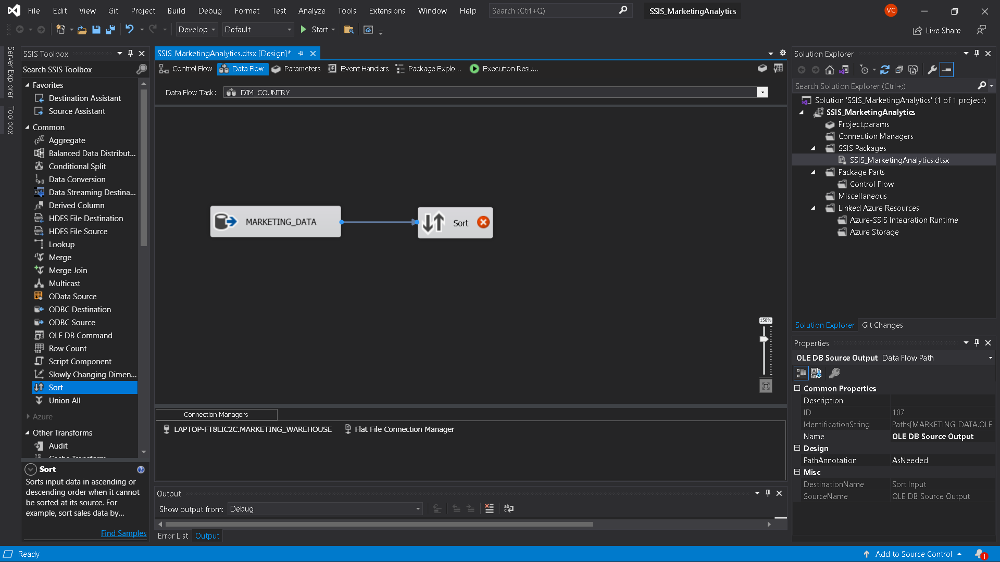 File Edit View Git Project Build Debug Format Test Analyze Tools Extensions Window Help Search (Ctrl+Q) SSIS_MarketingAnalytics VC
Develop Default Start Live Share
Server Explorer
Toolbox
SSIS Toolbox
Search SSIS Toolbox
Favorites
Destination Assistant
Source Assistant
Common
Aggregate
Balanced Data Distribut...
Conditional Split
Data Conversion
Data Streaming Destina...
Derived Column
HDFS File Destination
HDFS File Source
Lookup
Merge
Merge Join
Multicast
OData Source
ODBC Destination
ODBC Source
OLE DB Command
Row Count
Script Component
Slowly Changing Dimen...
Sort
Union All
Azure
Other Transforms
Audit
Sort
Sorts input data in ascending or
descending order when it cannot
be sorted at its source. For
example, sort sales data by...
Find Samples
SSIS_MarketingAnalytics.dtsx [Design]*
Control Flow Data Flow Parameters Event Handlers Package Explo... Execution Resu...
Data Flow Task: DIM_COUNTRY
MARKETING_DATA
Sort
150%
Connection Managers
LAPTOP-FT8LIC2C.MARKETING_WAREHOUSE Flat File Connection Manager
Output
Show output from: Debug
Error List Output
Solution Explorer
Search Solution Explorer (Ctrl+;)
Solution 'SSIS_MarketingAnalytics' (1 of 1 project)
SSIS_MarketingAnalytics
Project.params
Connection Managers
SSIS Packages
SSIS_MarketingAnalytics.dtsx
Package Parts
Control Flow
Miscellaneous
Linked Azure Resources
Azure-SSIS Integration Runtime
Azure Storage
Solution Explorer Git Changes
Properties
OLE DB Source Output Data Flow Path
Common Properties
Description
ID 107
IdentificationString Paths[MARKETING_DATA.OLE
Name OLE DB Source Output
Design
PathAnnotation AsNeeded
Misc
DestinationName Sort Input
SourceName OLE DB Source Output
Ready Add to Source Control 1